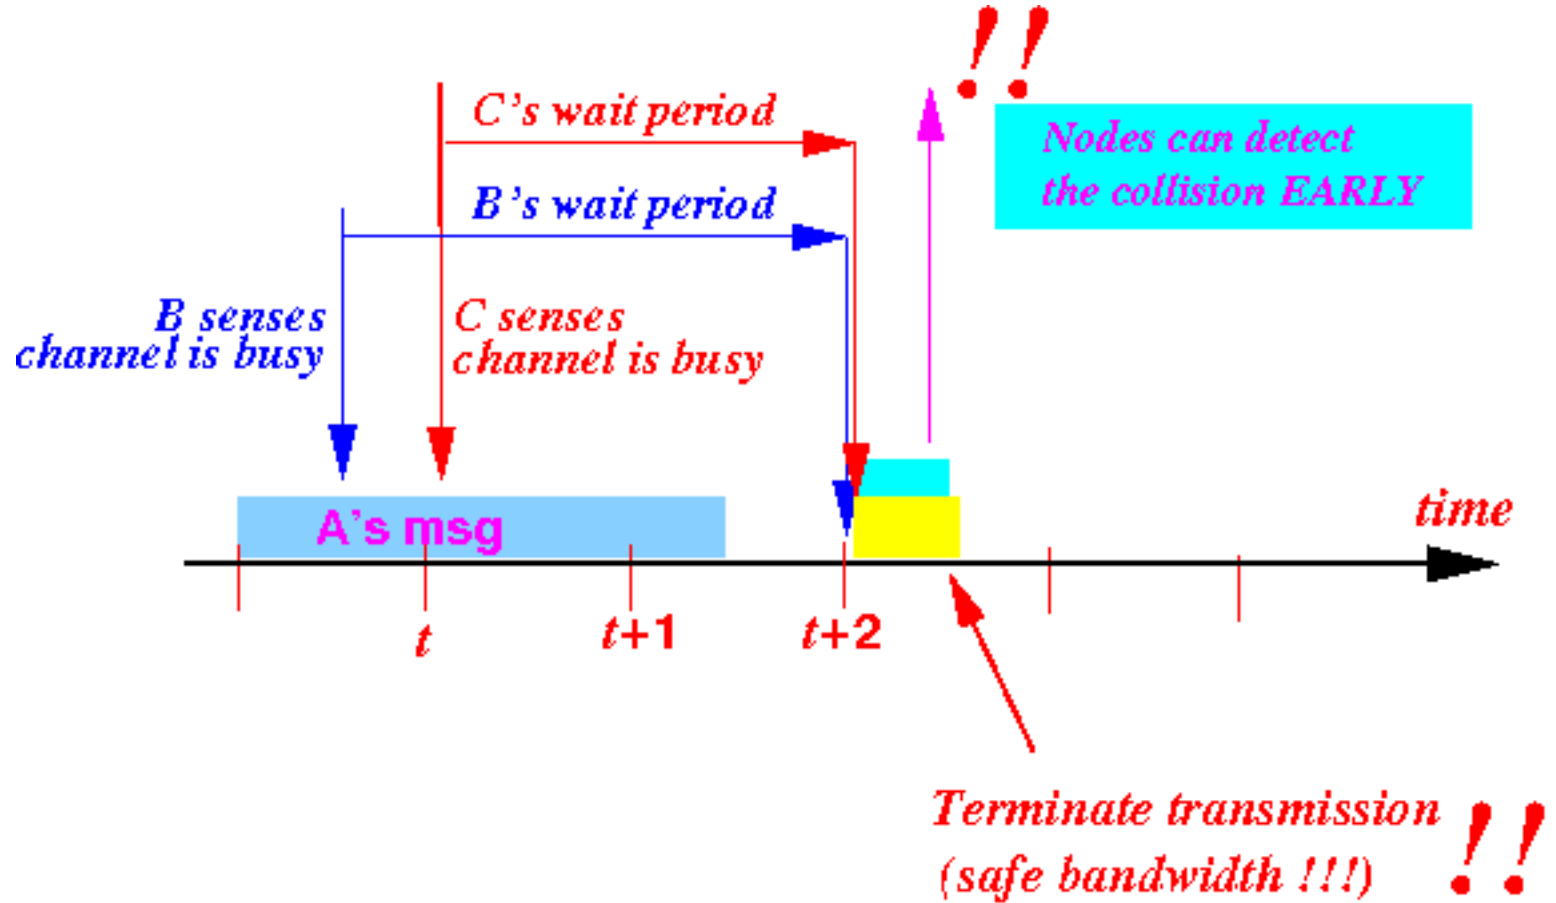 !!
C's wait period
Nodes can detect
the collision EARLY
B's wait period
B senses
channel is busy
C senses
channel is busy
A's msg
time
t
t+1
t+2
Terminate transmission
(safe bandwidth !!!)
!!